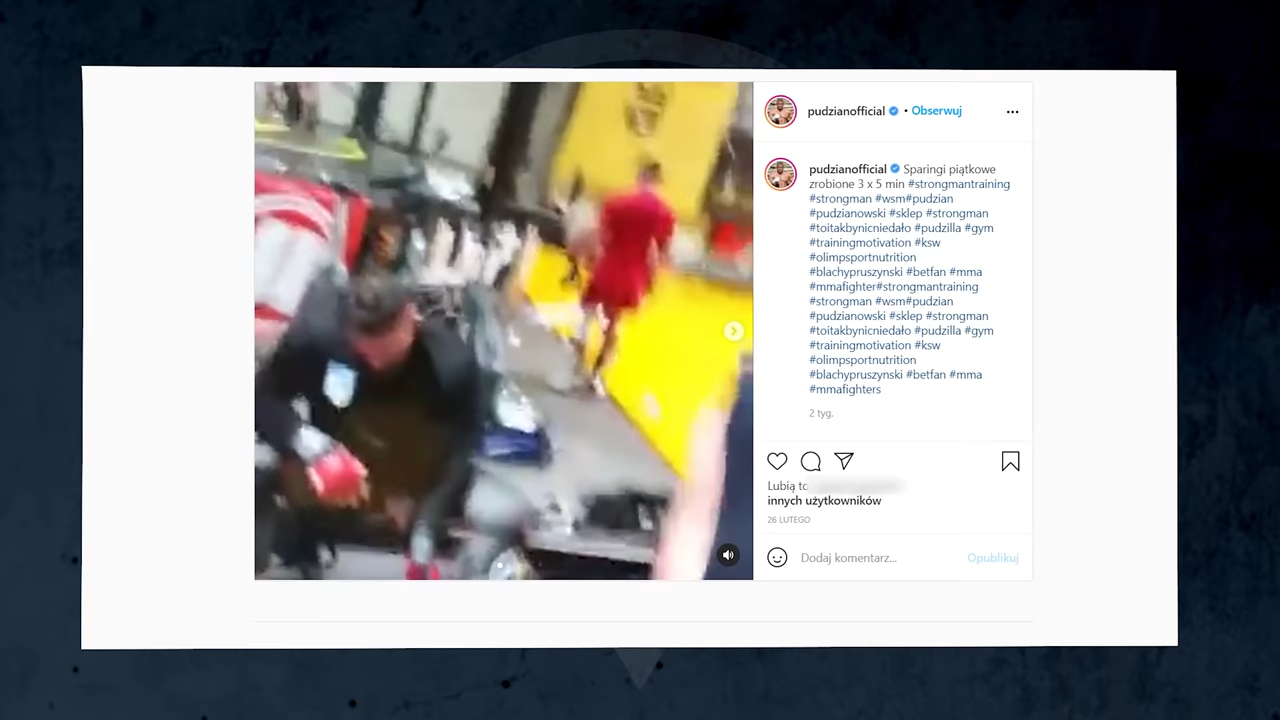 pudzianofficial • Obserwuj
pudzianofficial Sparingi piątkowe
zrobione 3 x 5 min #strongmantraining
#strongman #wsm#pudzian
#pudzianowski #sklep #strongman
#toitakbynicniedało #pudzilla #gym
#trainingmotivation #ksw
#olimpsportnutrition
#blachypruszynski #betfan #mma
#mmafighter#strongmantraining
#strongman #wsm#pudzian
#pudzianowski #sklep #strongman
#toitakbynicniedało #pudzilla #gym
#trainingmotivation #ksw
#olimpsportnutrition
#blachypruszynski #betfan #mma
#mmafighters
2 tyg.
Lubią to
innych użytkowników
26 LUTEGO
Dodaj komentarz... Opublikuj